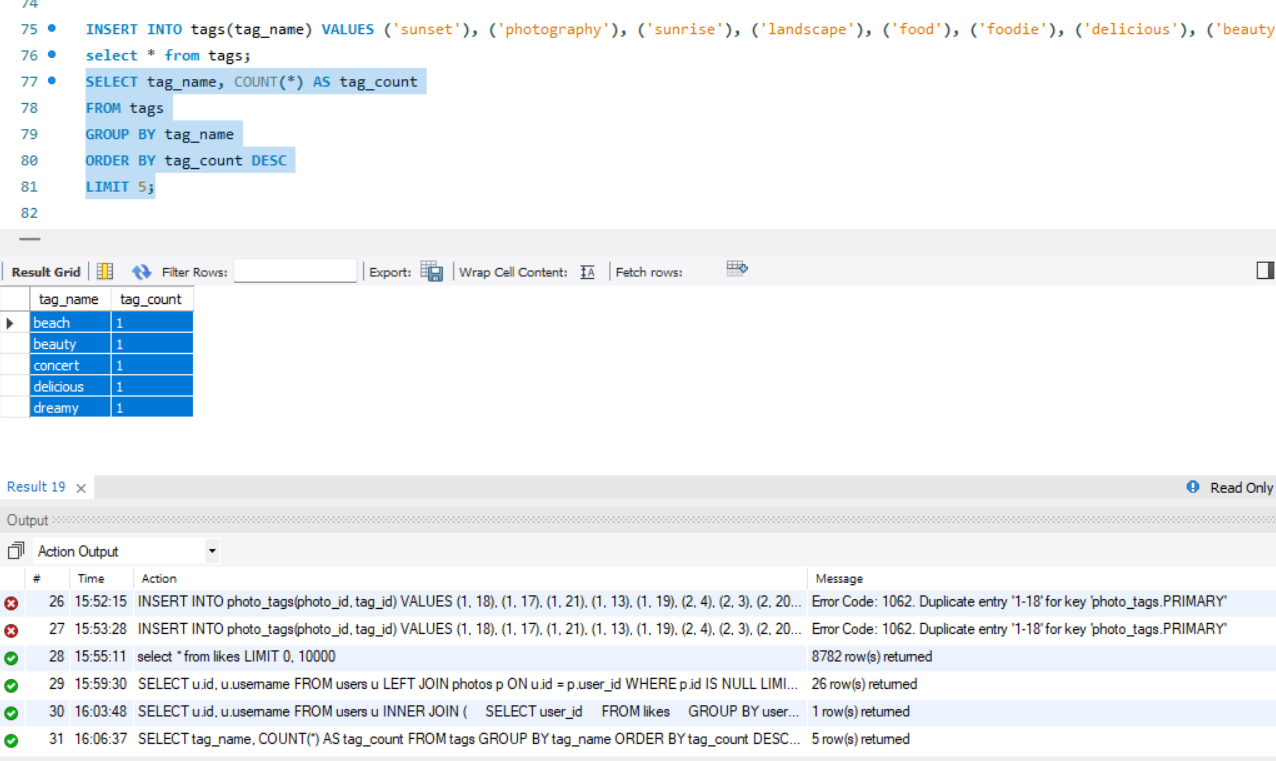 74
75 INSERT INTO tags(tag_name) VALUES ('sunset'), ('photography'), ('sunrise'), ('landscape'), ('food'), ('foodie'), ('delicious'), ('beauty
76 select * from tags;
77 SELECT tag_name, COUNT(*) AS tag_count
78 FROM tags
79 GROUP BY tag_name
80 ORDER BY tag_count DESC
81 LIMIT 5;
82
Result Grid Filter Rows: Export: Wrap Cell Content: IA Fetch rows:
tag_name tag_count
beach 1
beauty 1
concert 1
delicious 1
dreamy 1
Result 19 × Read Only
Output
Action Output
# Time Action Message
26 15:52:15 INSERT INTO photo_tags(photo_id, tag_id) VALUES (1, 18), (1, 17), (1, 21), (1, 13), (1, 19), (2, 4), (2, 3), (2, 20... Error Code: 1062. Duplicate entry '1-18' for key 'photo_tags.PRIMARY'
27 15:53:28 INSERT INTO photo_tags(photo_id, tag_id) VALUES (1, 18), (1, 17), (1, 21), (1, 13), (1, 19), (2, 4), (2, 3), (2, 20... Error Code: 1062. Duplicate entry '1-18' for key 'photo_tags.PRIMARY'
28 15:55:11 select * from likes LIMIT 0, 10000 8782 row(s) returned
29 15:59:30 SELECT u.id, u.username FROM users u LEFT JOIN photos p ON u.id = p.user_id WHERE p.id IS NULL LIMI... 26 row(s) returned
30 16:03:48 SELECT u.id, u.username FROM users u INNER JOIN ( SELECT user_id FROM likes GROUP BY user... 1 row(s) returned
31 16:06:37 SELECT tag_name, COUNT(*) AS tag_count FROM tags GROUP BY tag_name ORDER BY tag_count DESC... 5 row(s) returned